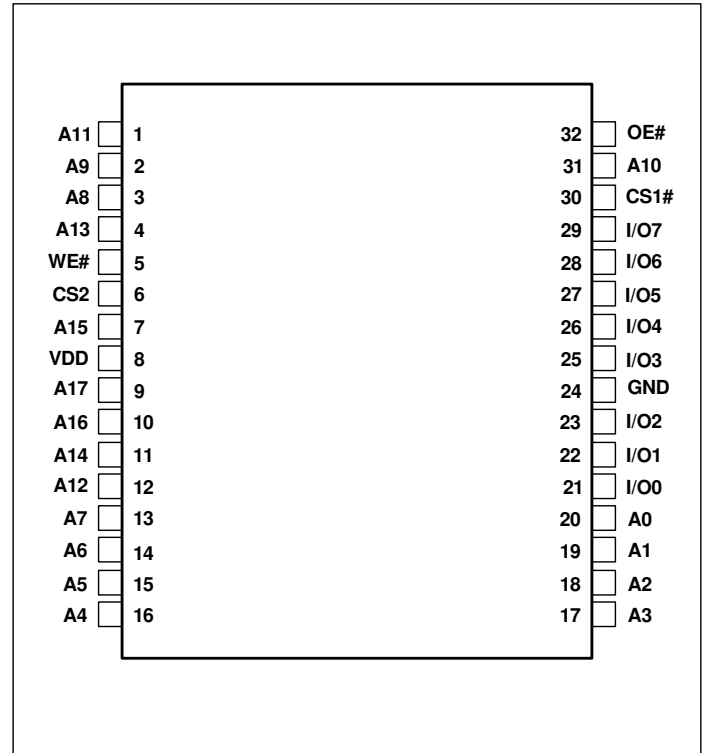 A11 1 32 OE#
A9 2 31 A10
A8 3 30 CS1#
A13 4 29 I/O7
WE# 5 28 I/O6
CS2 6 27 I/O5
A15 7 26 I/O4
VDD 8 25 I/O3
A17 9 24 GND
A16 10 23 I/O2
A14 11 22 I/O1
A12 12 21 I/O0
A7 13 20 A0
A6 14 19 A1
A5 15 18 A2
A4 16 17 A3